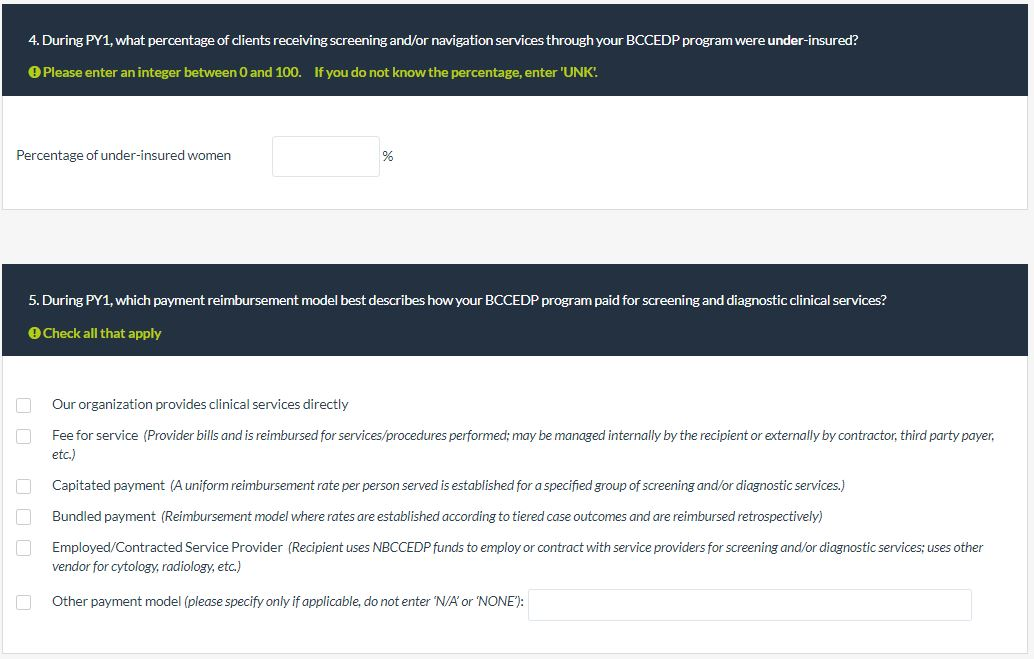 4. During PY1, what percentage of clients receiving screening and/or navigation services through your BCCEDP program were under-insured?
Please enter an integer between 0 and 100. If you do not know the percentage, enter 'UNK'.
Percentage of under-insured women %
5. During PY1, which payment reimbursement model best describes how your BCCEDP program paid for screening and diagnostic clinical services?
Check all that apply
Our organization provides clinical services directly
Fee for service (Provider bills and is reimbursed for services/procedures performed; may be managed internally by the recipient or externally by contractor, third party payer,
etc.)
Capitated payment (A uniform reimbursement rate per person served is established for a specified group of screening and/or diagnostic services.)
Bundled payment (Reimbursement model where rates are established according to tiered case outcomes and are reimbursed retrospectively)
Employed/Contracted Service Provider (Recipient uses NBCCEDP funds to employ or contract with service providers for screening and/or diagnostic services; uses other
vendor for cytology, radiology, etc.)
Other payment model (please specify only if applicable, do not enter 'N/A' or 'NONE'):